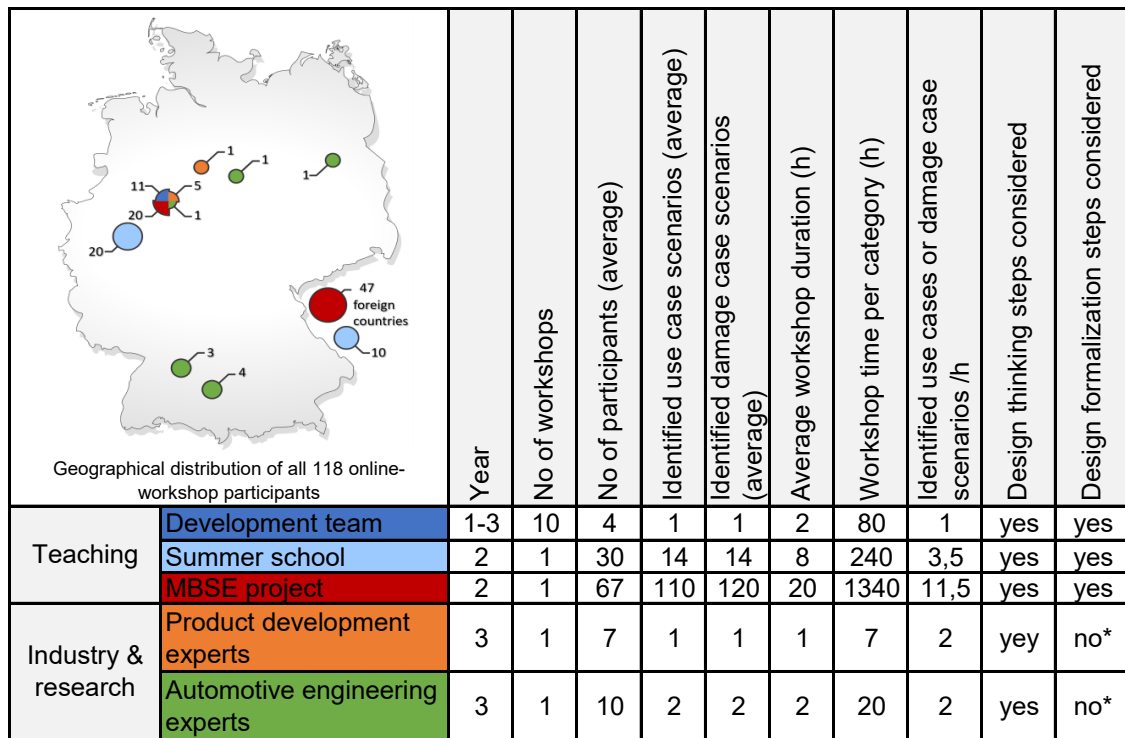 1
1
1
11
5
20
1
20
47
foreign
countries
10
3
4
Geographical distribution of all 118 online-
workshop participants
Year
No of workshops
No of participants (average)
Identified use case scenarios (average)
Identified damage case scenarios
(average)
Average workshop duration (h)
Workshop time per category (h)
Identified use cases or damage case
scenarios /h
Design thinking steps considered
Design formalization steps considered
Teaching
Development team 1-3 10 4 1 1 2 80 1 yes yes
Summer school 2 1 30 14 14 8 240 3,5 yes yes
MBSE project 2 1 67 110 120 20 1340 11,5 yes yes
Industry &
research
Product development
experts 3 1 7 1 1 1 7 2 yey no*
Automotive engineering
experts 3 1 10 2 2 2 20 2 yes no*